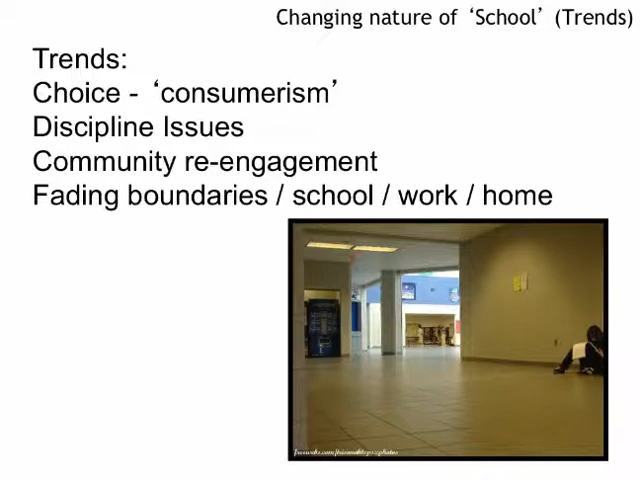 Changing nature of ‘School’ (Trends)
Trends:
Choice - ‘consumerism’
Discipline Issues
Community re-engagement
Fading boundaries / school / work / home